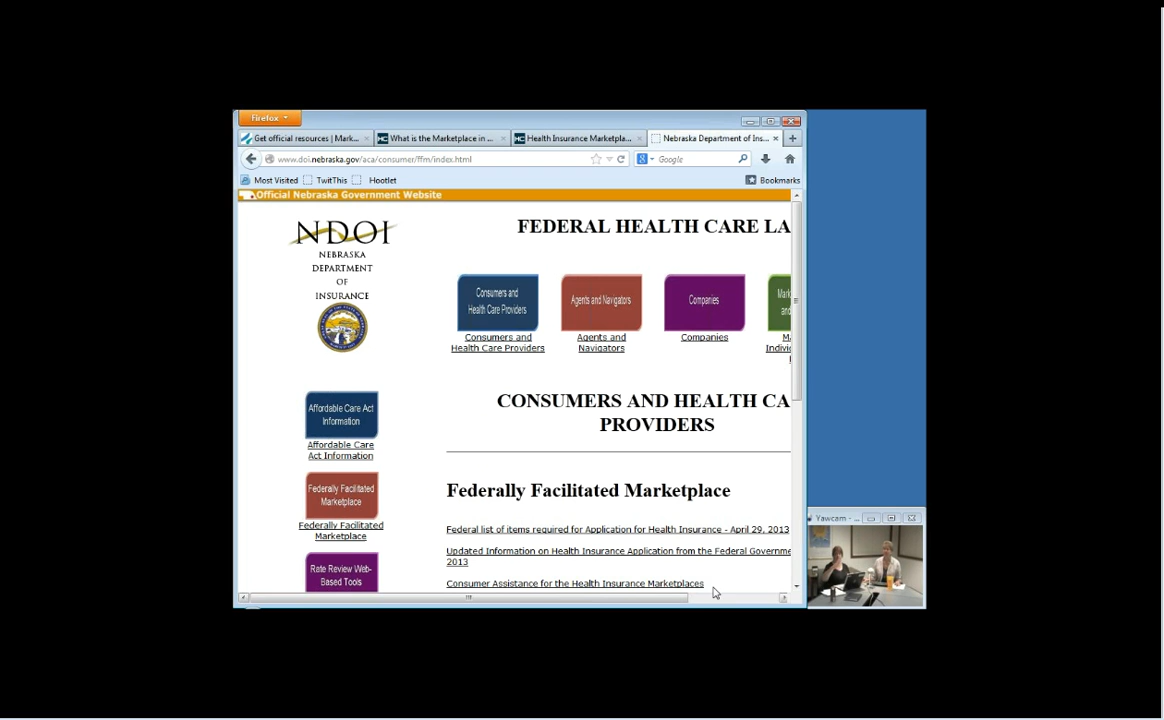 Firefox
Get official resources | Mark...
What is the Marketplace in ...
Health Insurance Marketpla...
Nebraska Department of Ins...
www.doi.nebraska.gov/aca/consumer/ffm/index.html
Google
Most Visited
TwitThis
Hootlet
Bookmarks
Official Nebraska Government Website
NDOI
NEBRASKA
DEPARTMENT
OF
INSURANCE
FEDERAL HEALTH CARE LA
Consumers and
Health Care Providers
Agents and Navigators
Companies
Mark
and
Consumers and
Health Care Providers
Agents and
Navigators
Companies
Individ
CONSUMERS AND HEALTH CA
PROVIDERS
Affordable Care Act
Information
Affordable Care
Act Information
Federally Facilitated
Marketplace
Federally Facilitated
Marketplace
Rate Review Web-
Based Tools
Federally Facilitated Marketplace
Federal list of items required for Application for Health Insurance - April 29, 2013
Updated Information on Health Insurance Application from the Federal Governme
2013
Consumer Assistance for the Health Insurance Marketplaces
Yawcam - ...